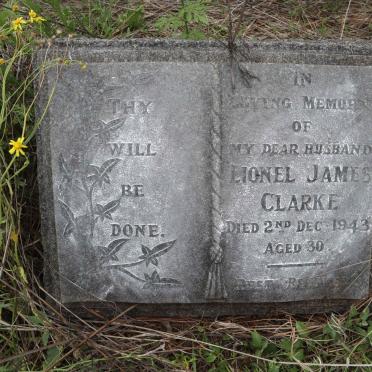 THY
WILL
BE
DONE.
IN
LOVING MEMORY
OF
MY DEAR HUSBAND
LIONEL JAMES
CLARKE
DIED 2ND DEC. 1943
AGED 30
REST